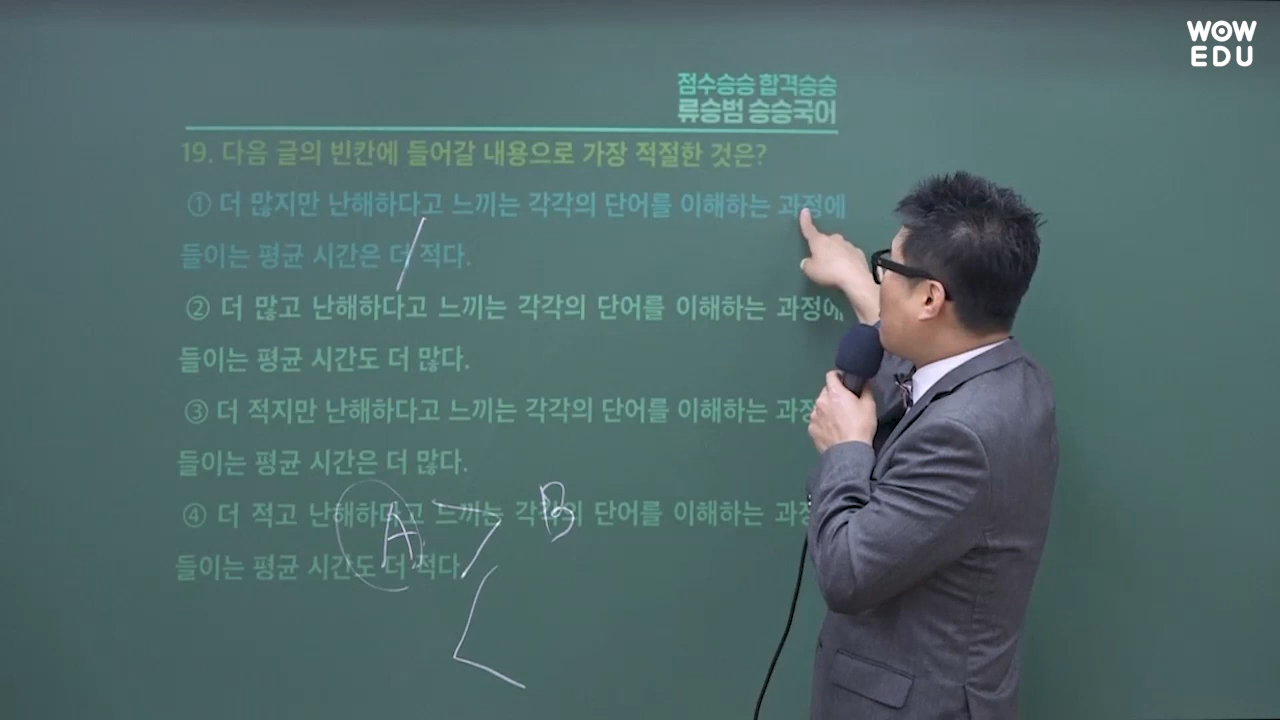 WOW
EDU
점수승승 합격승승
류승범 승승국어
19. 다음 글의 빈칸에 들어갈 내용으로 가장 적절한 것은?
① 더 많지만 난해하다고 느끼는 각각의 단어를 이해하는 과정에
들이는 평균 시간은 더 적다.
② 더 많고 난해하다고 느끼는 각각의 단어를 이해하는 과정에
들이는 평균 시간도 더 많다.
③ 더 적지만 난해하다고 느끼는 각각의 단어를 이해하는
들이는 평균 시간은 더 많다.
④ 더 적고 난해하다고 느끼는 각각의 단어를 이해하는
들이는 평균 시간도 더 적다.
A > B
<